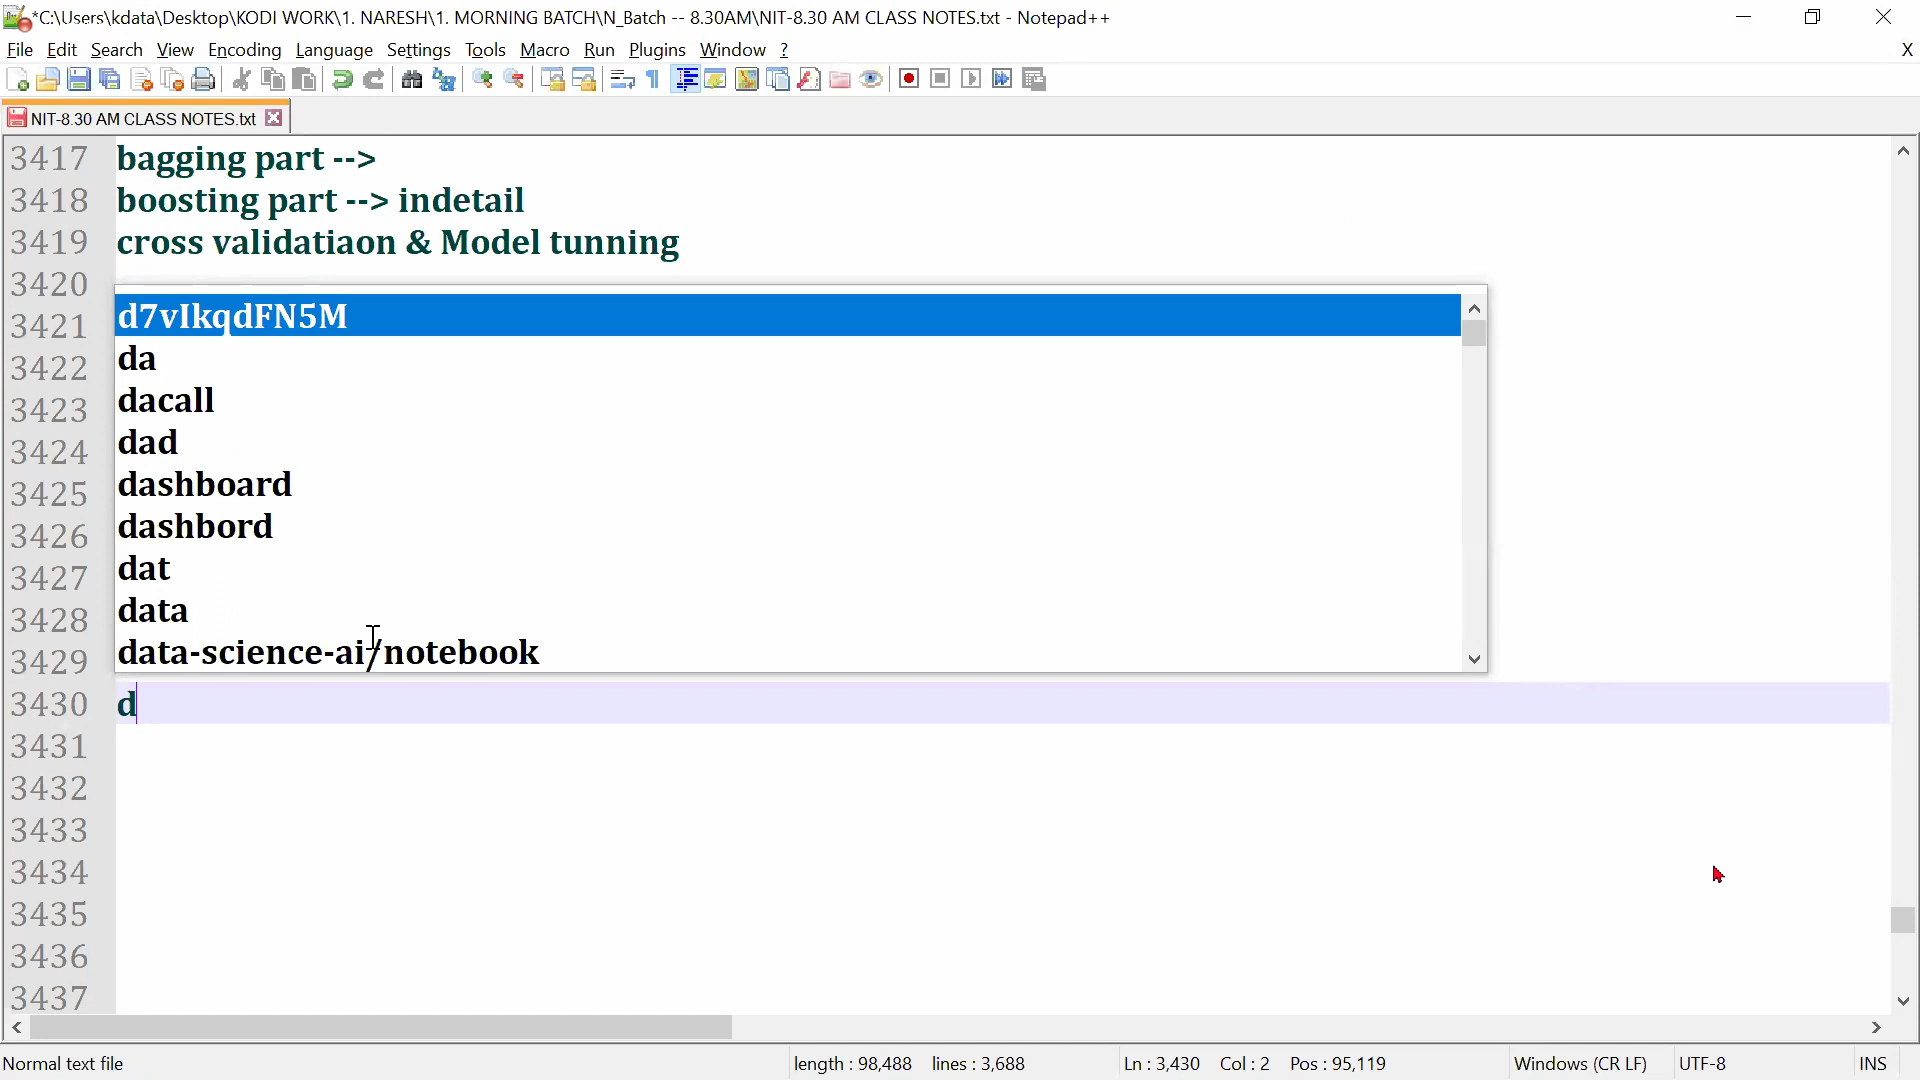 *C:\Users\kdata\Desktop\KODI WORK\1. NARESH\1. MORNING BATCH\N_Batch -- 8.30AM\NIT-8.30 AM CLASS NOTES.txt - Notepad++
File Edit Search View Encoding Language Settings Tools Macro Run Plugins Window ? X
NIT-8.30 AM CLASS NOTES.txt
3417 bagging part -->
3418 boosting part --> indetail
3419 cross validatiaon & Model tunning
3420
3421 d7vIkqdFN5M
3422 da
3423 dacall
3424 dad
3425 dashboard
3426 dashbord
3427 dat
3428 data
3429 data-science-ai/notebook
3430 d
3431
3432
3433
3434
3435
3436
3437
Normal text file length : 98,488 lines : 3,688 Ln : 3,430 Col : 2 Pos : 95,119 Windows (CR LF) UTF-8 INS